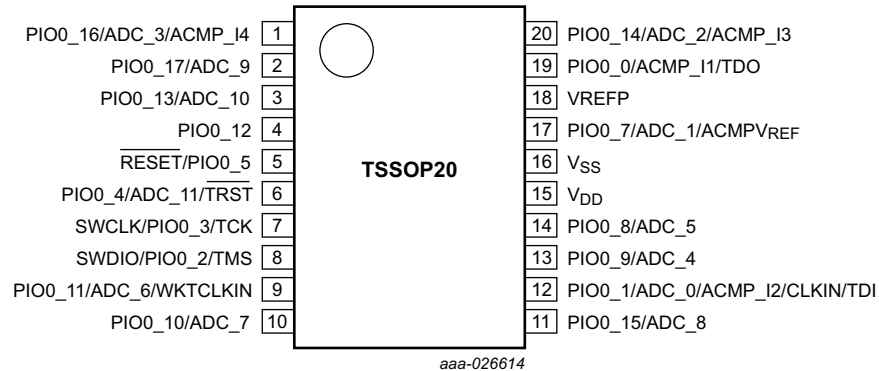 PIO0_16/ADC_3/ACMP_I4 1
PIO0_17/ADC_9 2
PIO0_13/ADC_10 3
PIO0_12 4
RESET/PIO0_5 5
PIO0_4/ADC_11/TRST 6
SWCLK/PIO0_3/TCK 7
SWDIO/PIO0_2/TMS 8
PIO0_11/ADC_6/WKTCLKIN 9
PIO0_10/ADC_7 10
TSSOP20
20 PIO0_14/ADC_2/ACMP_I3
19 PIO0_0/ACMP_I1/TDO
18 VREFP
17 PIO0_7/ADC_1/ACMPVREF
16 VSS
15 VDD
14 PIO0_8/ADC_5
13 PIO0_9/ADC_4
12 PIO0_1/ADC_0/ACMP_I2/CLKIN/TDI
11 PIO0_15/ADC_8
aaa-026614